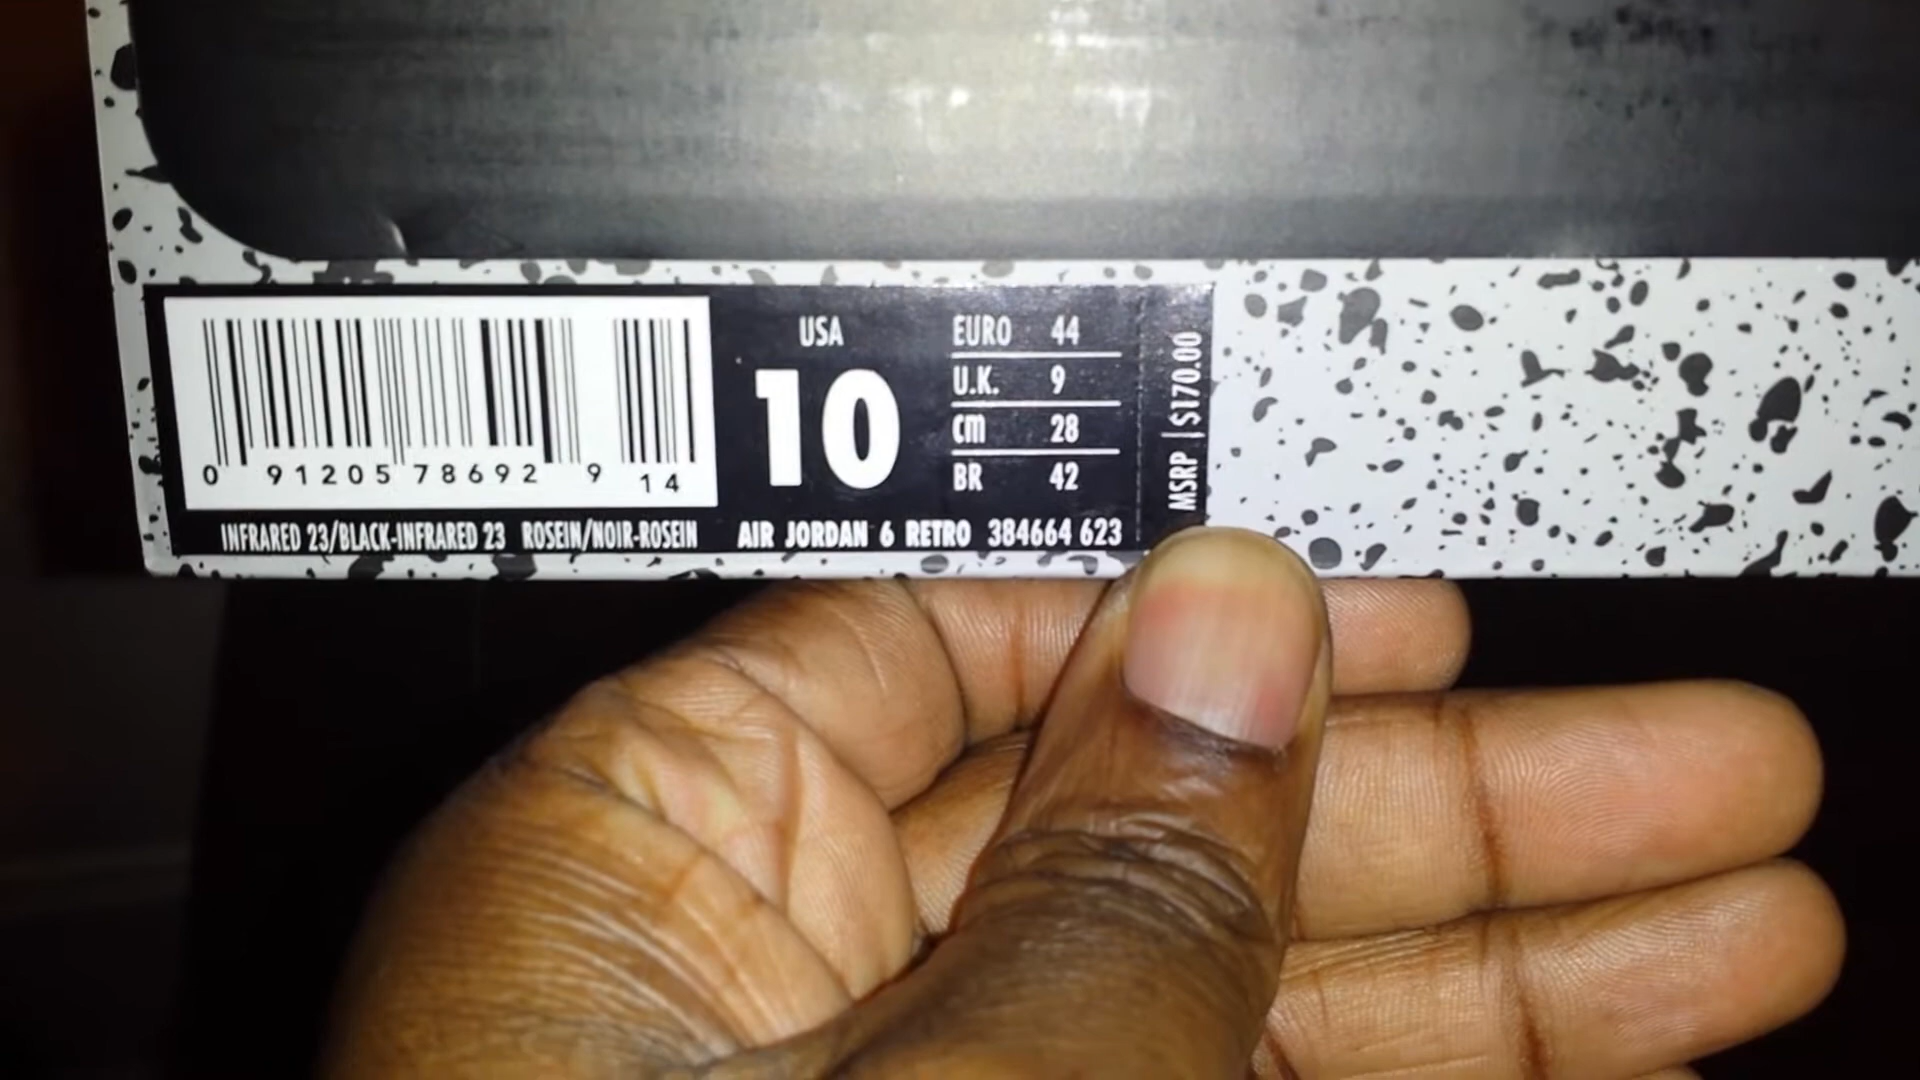 USA
10
EURO 44
U.K. 9
cm 28
BR 42
MSRP | $170.00
0 91205 78692 9 14
INFRARED 23/BLACK-INFRARED 23 ROSEIN/NOIR-ROSEIN AIR JORDAN 6 RETRO 384664 623